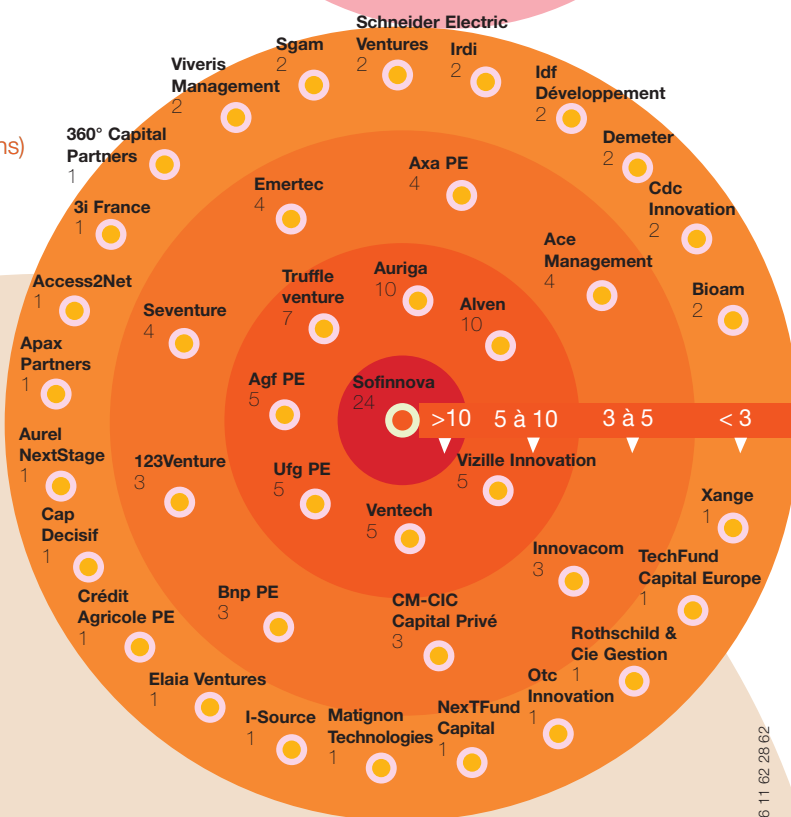 Schneider Electric
Ventures
2
Sgam
2
Irdi
2
Viveris
Management
2
Idf
Développement
2
ns)
360° Capital
Partners
1
Demeter
2
Axa PE
4
Emertec
4
Cdc
Innovation
2
3i France
1
Ace
Management
4
Access2Net
1
Truffle
venture
7
Auriga
10
Alven
10
Bioam
2
Seventure
4
Apax
Partners
1
Agf PE
5
Sofinnova
24
>10 5 à 10 3 à 5 < 3
Aurel
NextStage
1
123Venture
3
Ufg PE
5
Vizille Innovation
5
Ventech
5
Xange
1
Cap
Decisif
1
Innovacom
3
TechFund
Capital Europe
1
Crédit
Agricole PE
1
Bnp PE
3
CM-CIC
Capital Privé
3
Rothschild &
Cie Gestion
1
Elaia Ventures
1
Otc
Innovation
1
I-Source
1
Matignon
Technologies
1
NexTFund
Capital
1
6 11 62 28 62